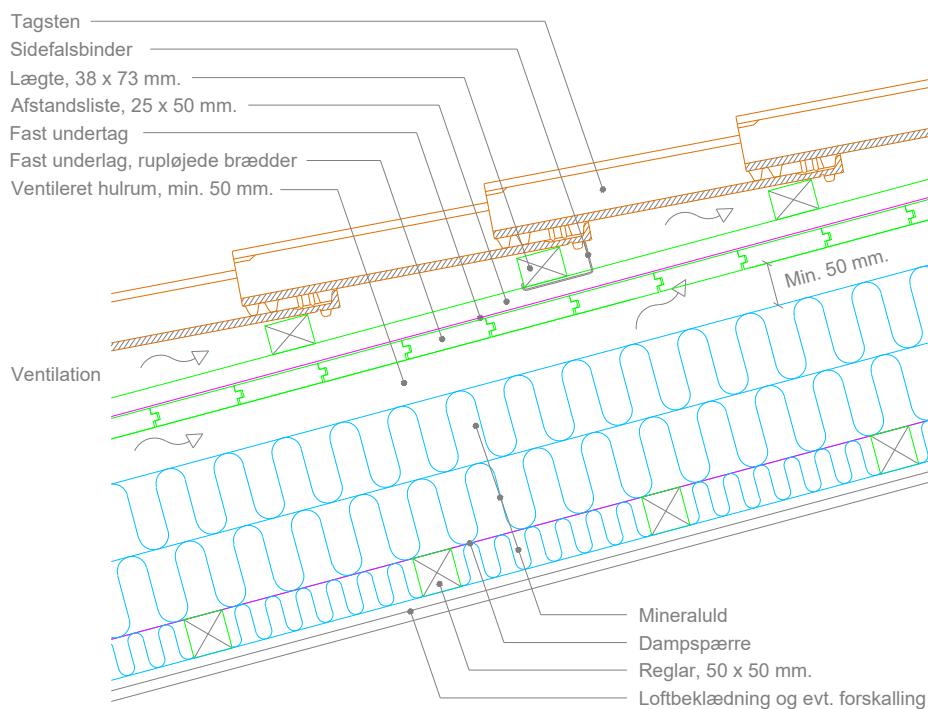 Tagsten
Sidefalsbinder
Lægte, 38 x 73 mm.
Afstandsliste, 25 x 50 mm.
Fast undertag
Fast underlag, rupløjede brædder
Ventileret hulrum, min. 50 mm.
Min. 50 mm.
Ventilation
Mineraluld
Dampspærre
Reglar, 50 x 50 mm.
Loftbeklædning og evt. forskalling